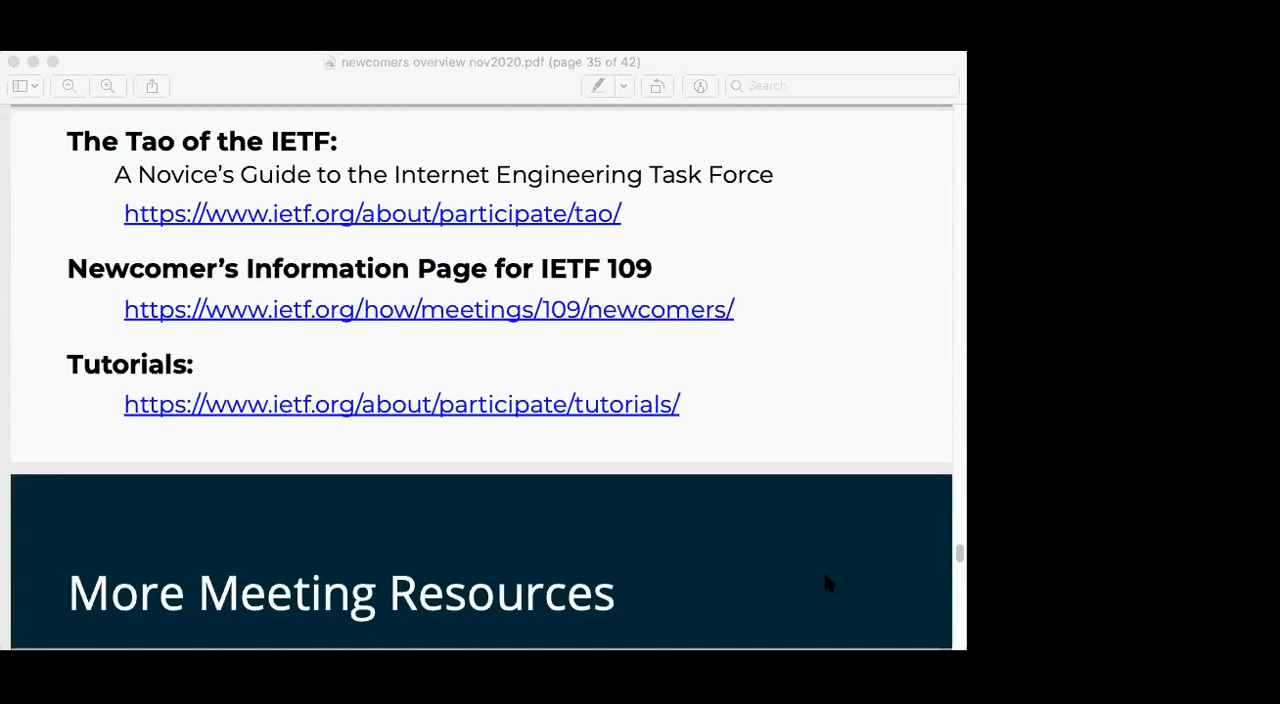 newcomers overview nov2020.pdf (page 35 of 42)
Search
The Tao of the IETF:
A Novice’s Guide to the Internet Engineering Task Force
https://www.ietf.org/about/participate/tao/
Newcomer’s Information Page for IETF 109
https://www.ietf.org/how/meetings/109/newcomers/
Tutorials:
https://www.ietf.org/about/participate/tutorials/
More Meeting Resources